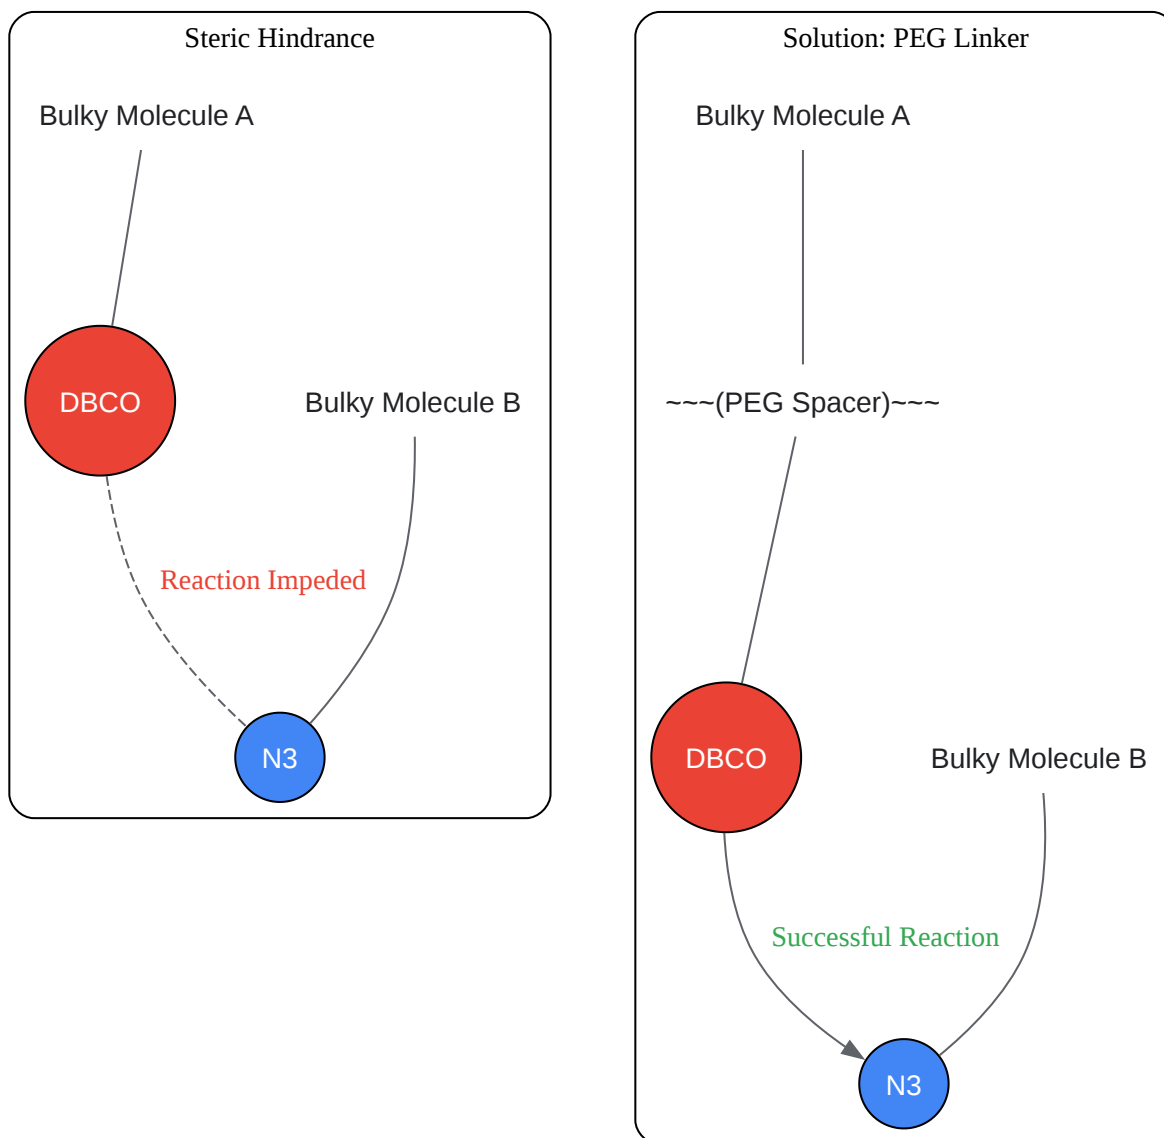 Steric Hindrance
Bulky Molecule A
DBCO
Bulky Molecule B
Reaction Impeded
N3
Solution: PEG Linker
Bulky Molecule A
~~~(PEG Spacer)~~~
DBCO
Bulky Molecule B
Successful Reaction
N3